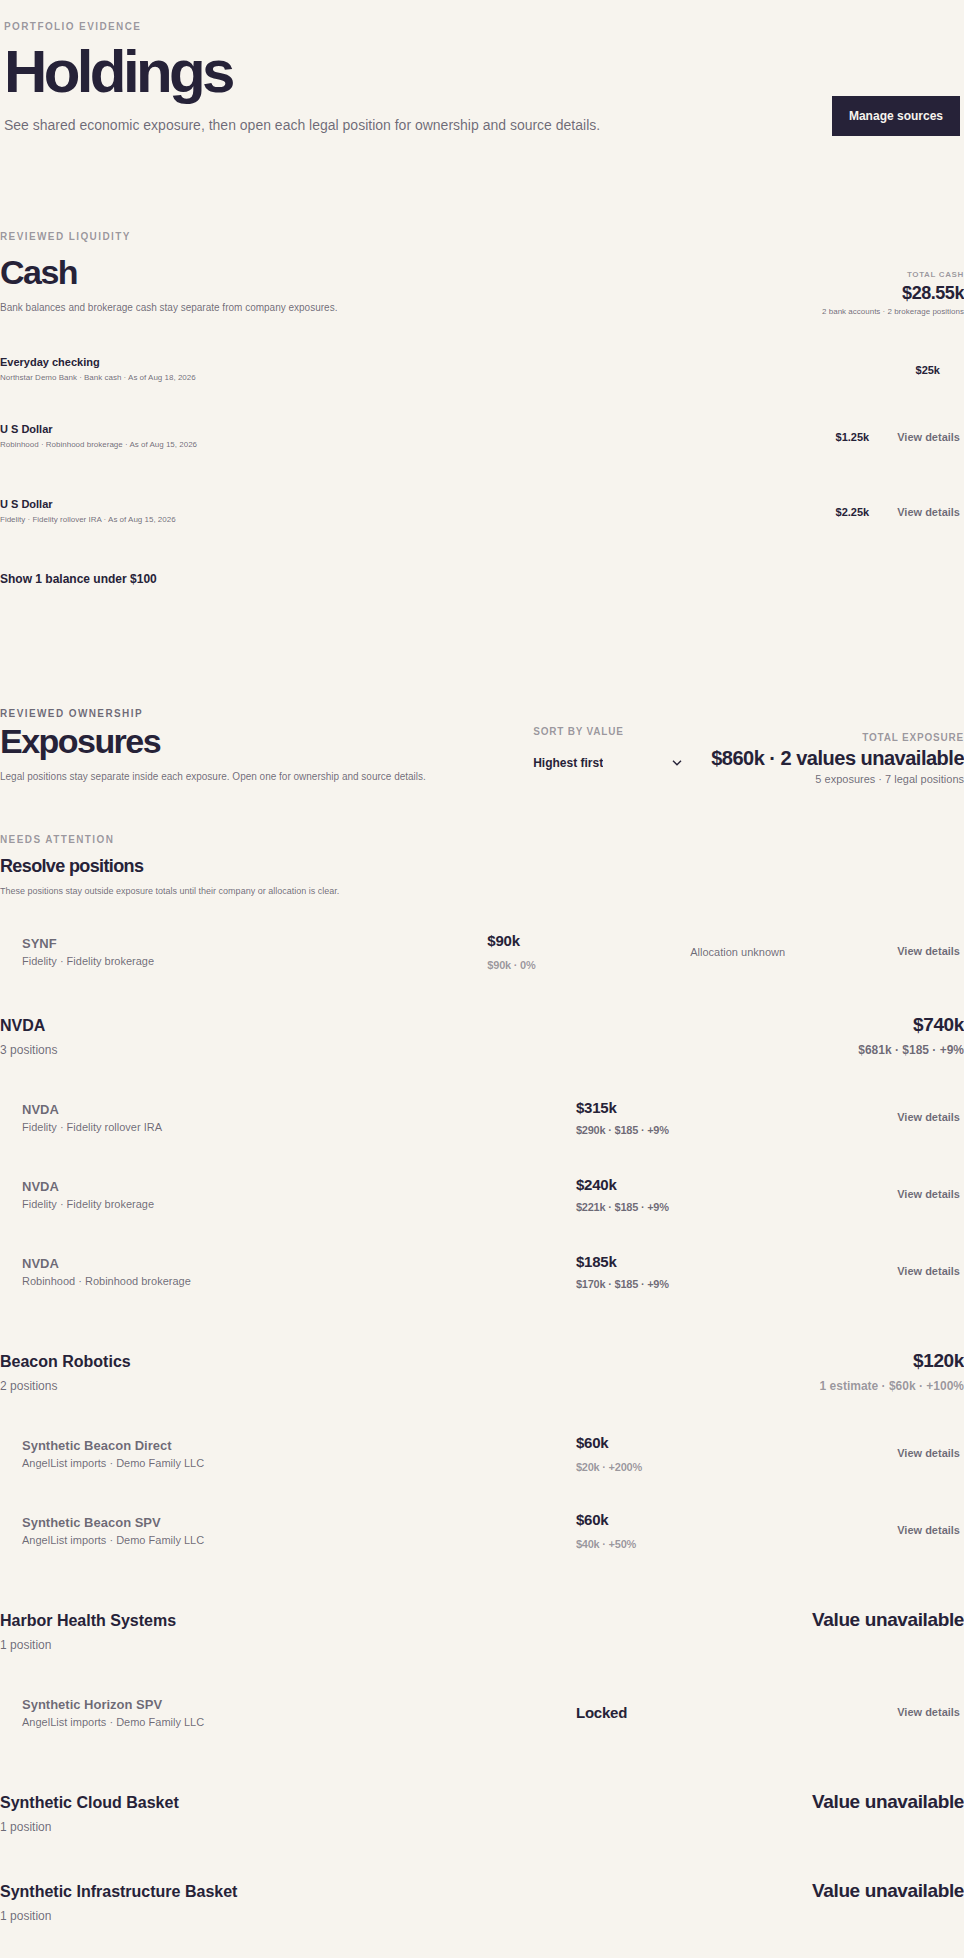 PORTFOLIO EVIDENCE
Holdings
See shared economic exposure, then open each legal position for ownership and source details.
Manage sources
REVIEWED LIQUIDITY
Cash
Bank balances and brokerage cash stay separate from company exposures.
TOTAL CASH
$28.55k
2 bank accounts · 2 brokerage positions
Everyday checking
Northstar Demo Bank · Bank cash · As of Aug 18, 2026
$25k
U S Dollar
Robinhood · Robinhood brokerage · As of Aug 15, 2026
$1.25k View details
U S Dollar
Fidelity · Fidelity rollover IRA · As of Aug 15, 2026
$2.25k View details
Show 1 balance under $100
REVIEWED OWNERSHIP
Exposures
Legal positions stay separate inside each exposure. Open one for ownership and source details.
SORT BY VALUE
Highest first
TOTAL EXPOSURE
$860k · 2 values unavailable
5 exposures · 7 legal positions
NEEDS ATTENTION
Resolve positions
These positions stay outside exposure totals until their company or allocation is clear.
SYNF
Fidelity · Fidelity brokerage
$90k
$90k · 0%
Allocation unknown
View details
NVDA
3 positions
$740k
$681k · $185 · +9%
NVDA
Fidelity · Fidelity rollover IRA
$315k
$290k · $185 · +9%
View details
NVDA
Fidelity · Fidelity brokerage
$240k
$221k · $185 · +9%
View details
NVDA
Robinhood · Robinhood brokerage
$185k
$170k · $185 · +9%
View details
Beacon Robotics
2 positions
$120k
1 estimate · $60k · +100%
Synthetic Beacon Direct
AngelList imports · Demo Family LLC
$60k
$20k · +200%
View details
Synthetic Beacon SPV
AngelList imports · Demo Family LLC
$60k
$40k · +50%
View details
Harbor Health Systems
1 position
Value unavailable
Synthetic Horizon SPV
AngelList imports · Demo Family LLC
Locked
View details
Synthetic Cloud Basket
1 position
Value unavailable
Synthetic Infrastructure Basket
1 position
Value unavailable